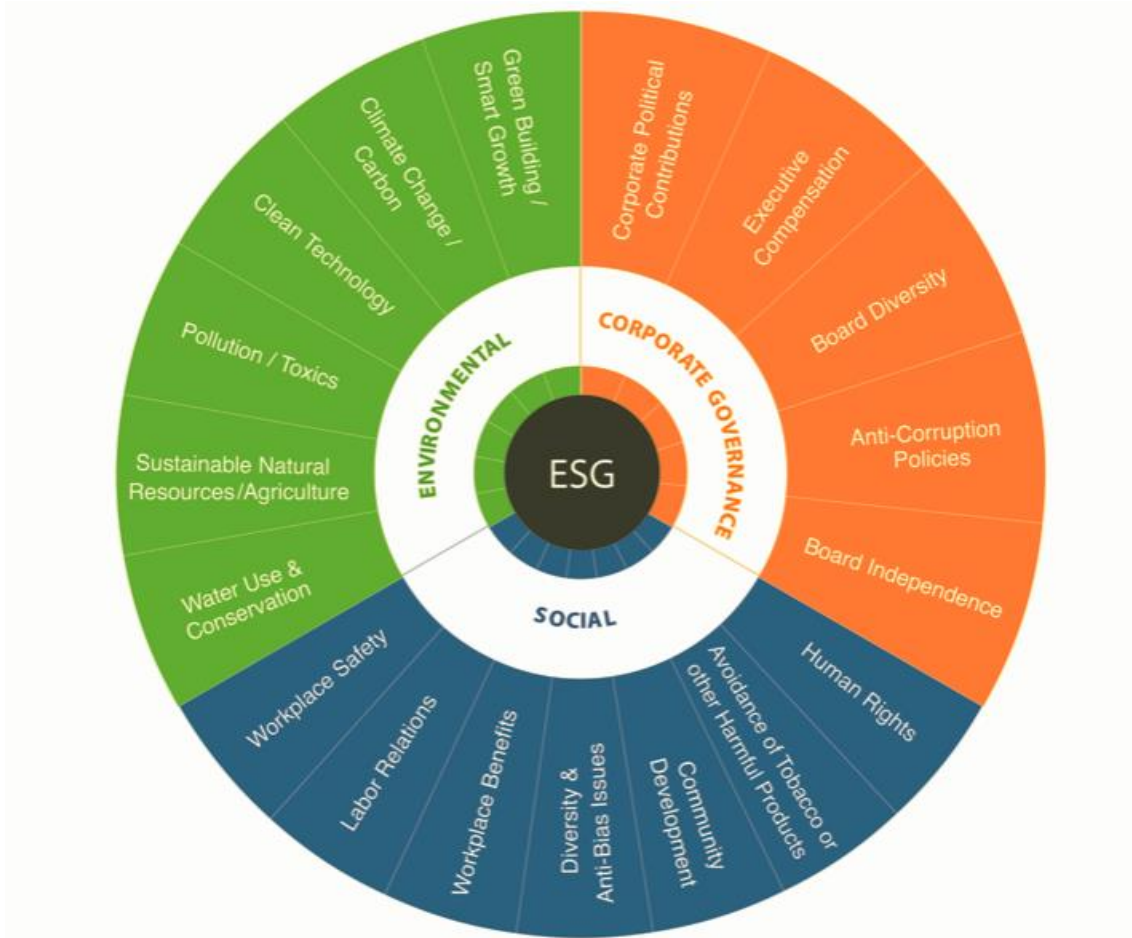 ESG
ENVIRONMENTAL
Green Building /
Smart Growth
Climate Change /
Carbon
Clean Technology
Pollution / Toxics
Sustainable Natural
Resources/Agriculture
Water Use &
Conservation
CORPORATE GOVERNANCE
Corporate Political
Contributions
Executive
Compensation
Board Diversity
Anti-Corruption
Policies
Board Independence
SOCIAL
Workplace Safety
Labor Relations
Workplace Benefits
Diversity &
Anti-Bias Issues
Community
Development
Avoidance of Tobacco or
other Harmful Products
Human Rights